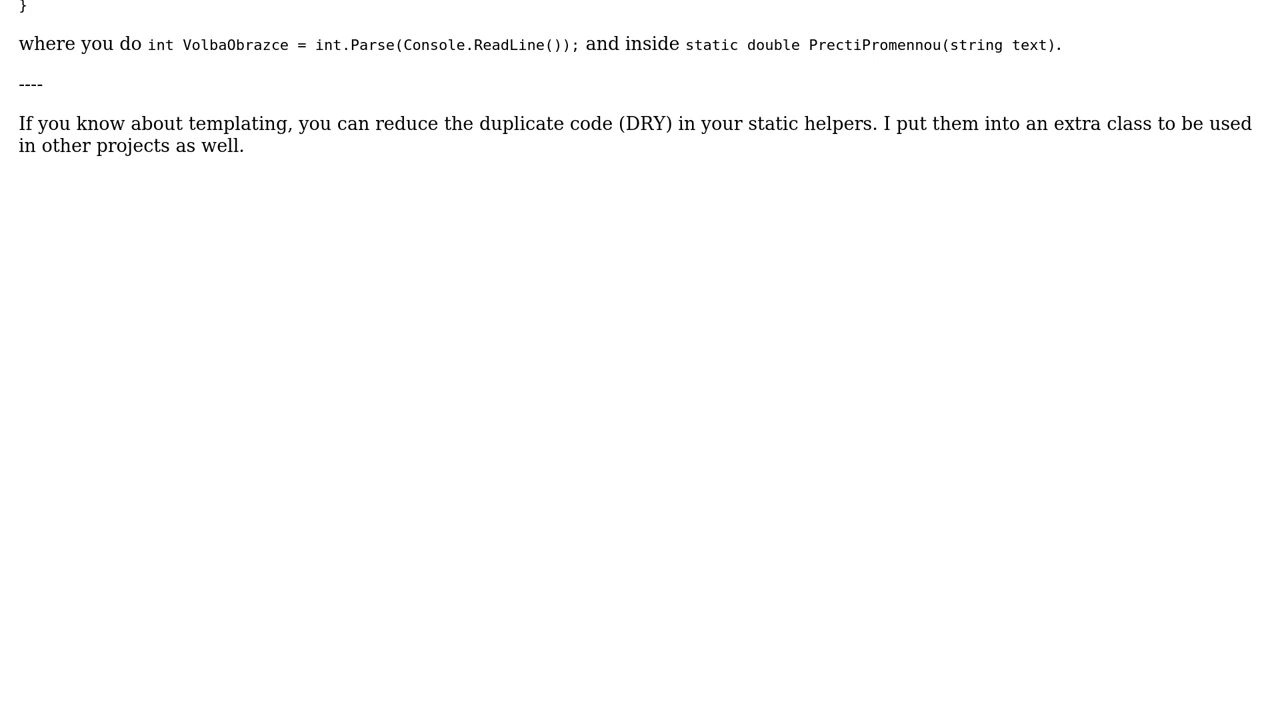 }
where you do int VolbaObrazce = int.Parse(Console.ReadLine()); and inside static double PrectiPromennou(string text).
----
If you know about templating, you can reduce the duplicate code (DRY) in your static helpers. I put them into an extra class to be used
in other projects as well.